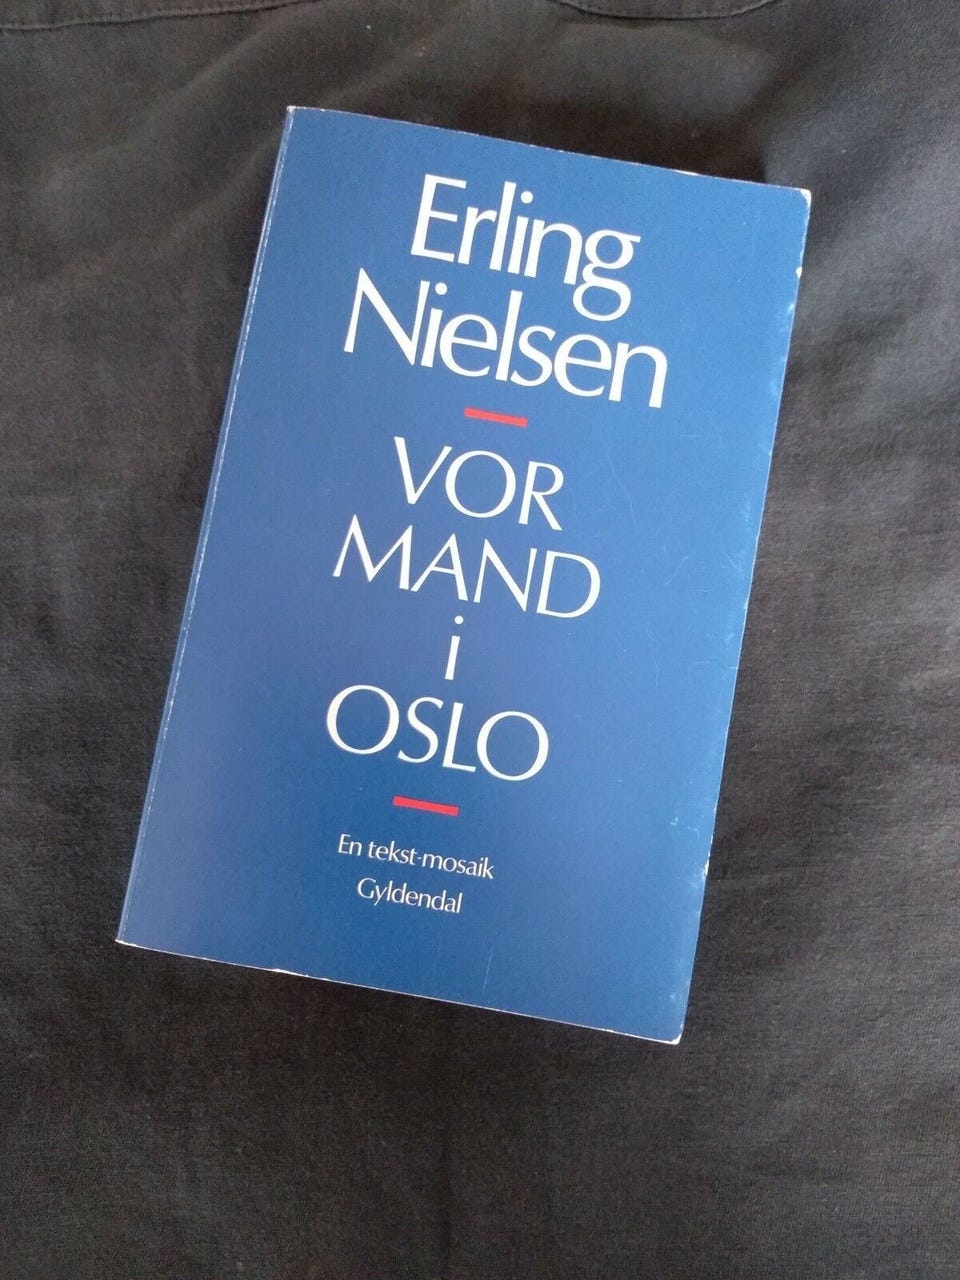 Erling
Nielsen
VOR
MAND
i
OSLO
En tekst-mosaik
Gyldendal